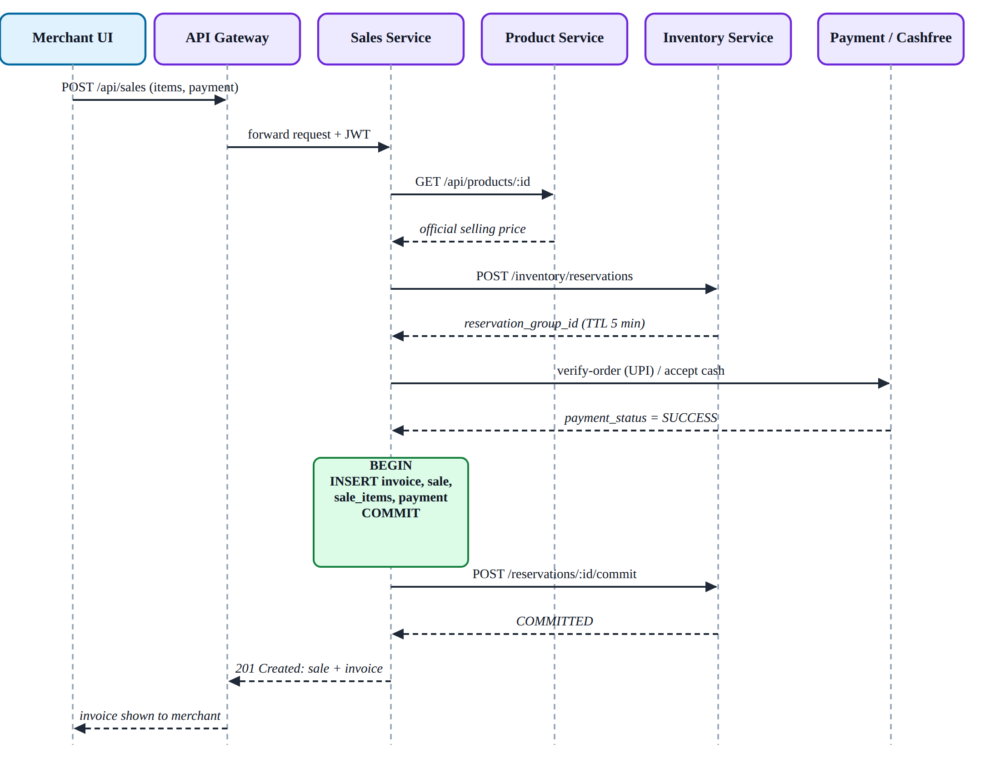 Merchant UI
API Gateway
Sales Service
Product Service
Inventory Service
Payment / Cashfree
POST /api/sales (items, payment)
forward request + JWT
GET /api/products/:id
official selling price
POST /inventory/reservations
reservation_group_id (TTL 5 min)
verify-order (UPI) / accept cash
payment_status = SUCCESS
BEGIN
INSERT invoice, sale,
sale_items, payment
COMMIT
POST /reservations/:id/commit
COMMITTED
201 Created: sale + invoice
invoice shown to merchant